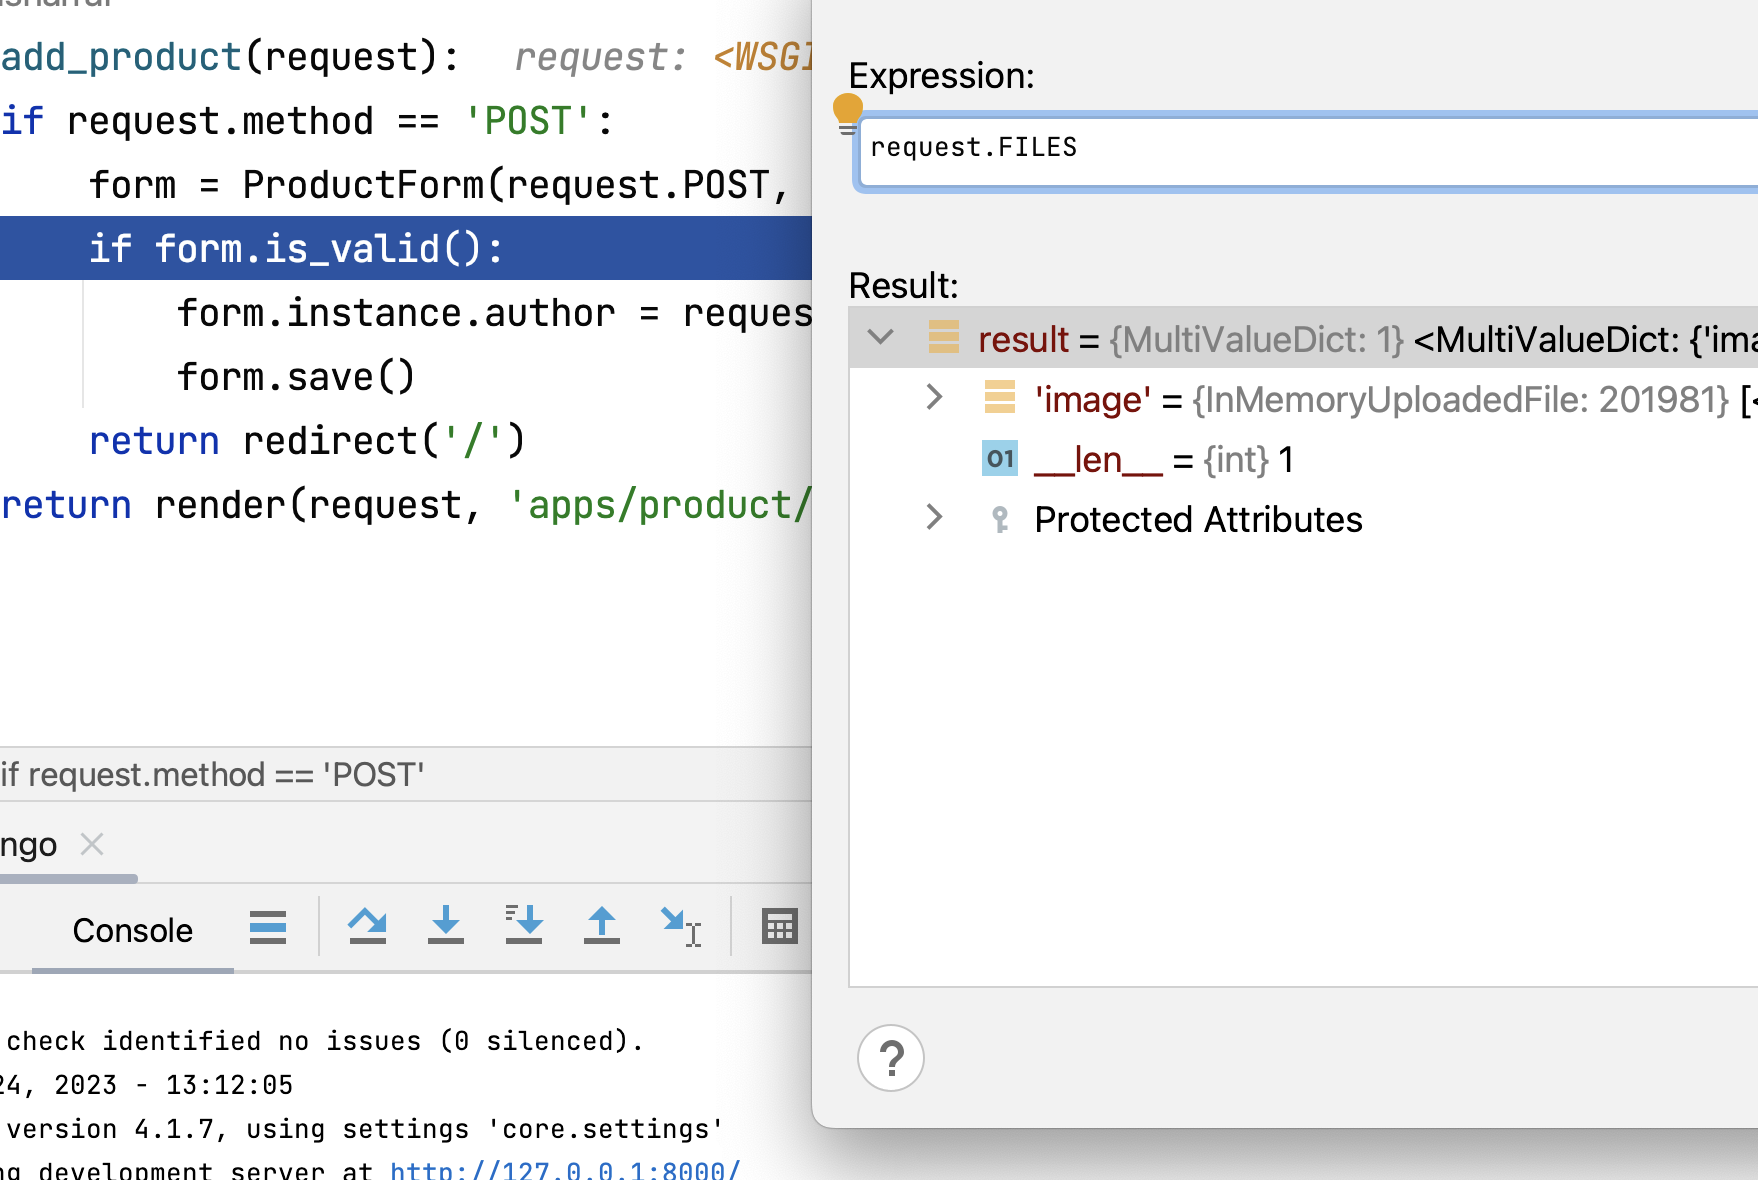 add_product(request): request: <WSGI
if request.method == 'POST':
form = ProductForm(request.POST,
if form.is_valid():
form.instance.author = reques
form.save()
return redirect('/')
return render(request, 'apps/product/
if request.method == 'POST'
ngo
Console
check identified no issues (0 silenced).
24, 2023 - 13:12:05
version 4.1.7, using settings 'core.settings'
ng development server at http://127.0.0.1:8000/
Expression:
request.FILES
Result:
result = {MultiValueDict: 1} <MultiValueDict: {'ima
'image' = {InMemoryUploadedFile: 201981} [<
01 __len__ = {int} 1
Protected Attributes
?